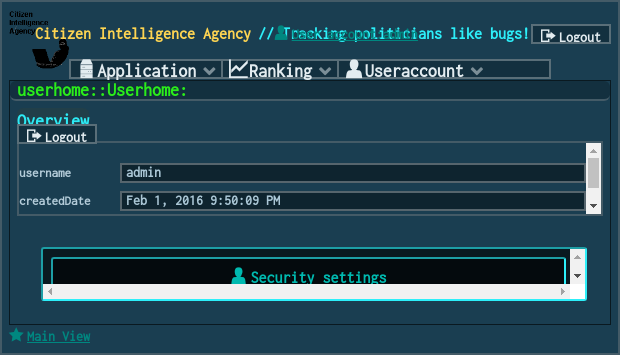 Citizen
Intelligence
Agency
Citizen Intelligence Agency // Tracking politicians like bugs!
Logout
Application
Ranking
Useraccount
userhome::Userhome:
Overview
Logout
username
admin
createdDate
Feb 1, 2016 9:50:09 PM
Security settings
Main View